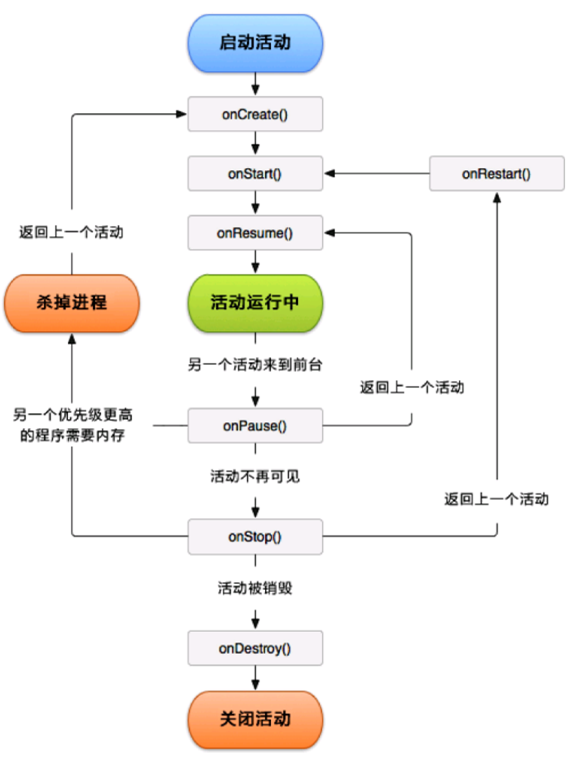 启动活动
onCreate()
onStart()
onRestart()
返回上一个活动
onResume()
杀掉进程
活动运行中
另一个活动来到前台
返回上一个活动
另一个优先级更高
的程序需要内存
onPause()
活动不再可见
返回上一个活动
onStop()
活动被销毁
onDestroy()
关闭活动